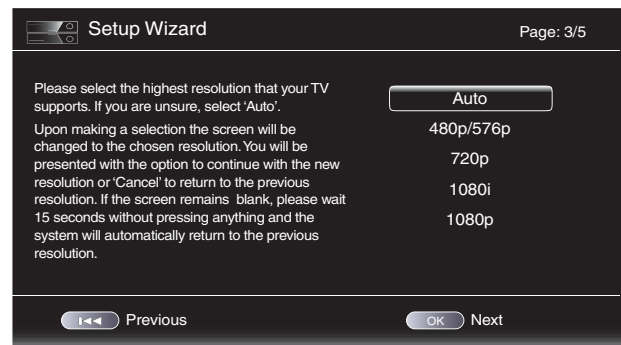 Setup Wizard
Page: 3/5
Please select the highest resolution that your TV
supports. If you are unsure, select ‘Auto’.
Upon making a selection the screen will be
changed to the chosen resolution. You will be
presented with the option to continue with the new
resolution or ‘Cancel’ to return to the previous
resolution. If the screen remains blank, please wait
15 seconds without pressing anything and the
system will automatically return to the previous
resolution.
Auto
480p/576p
720p
1080i
1080p
Previous
OK Next